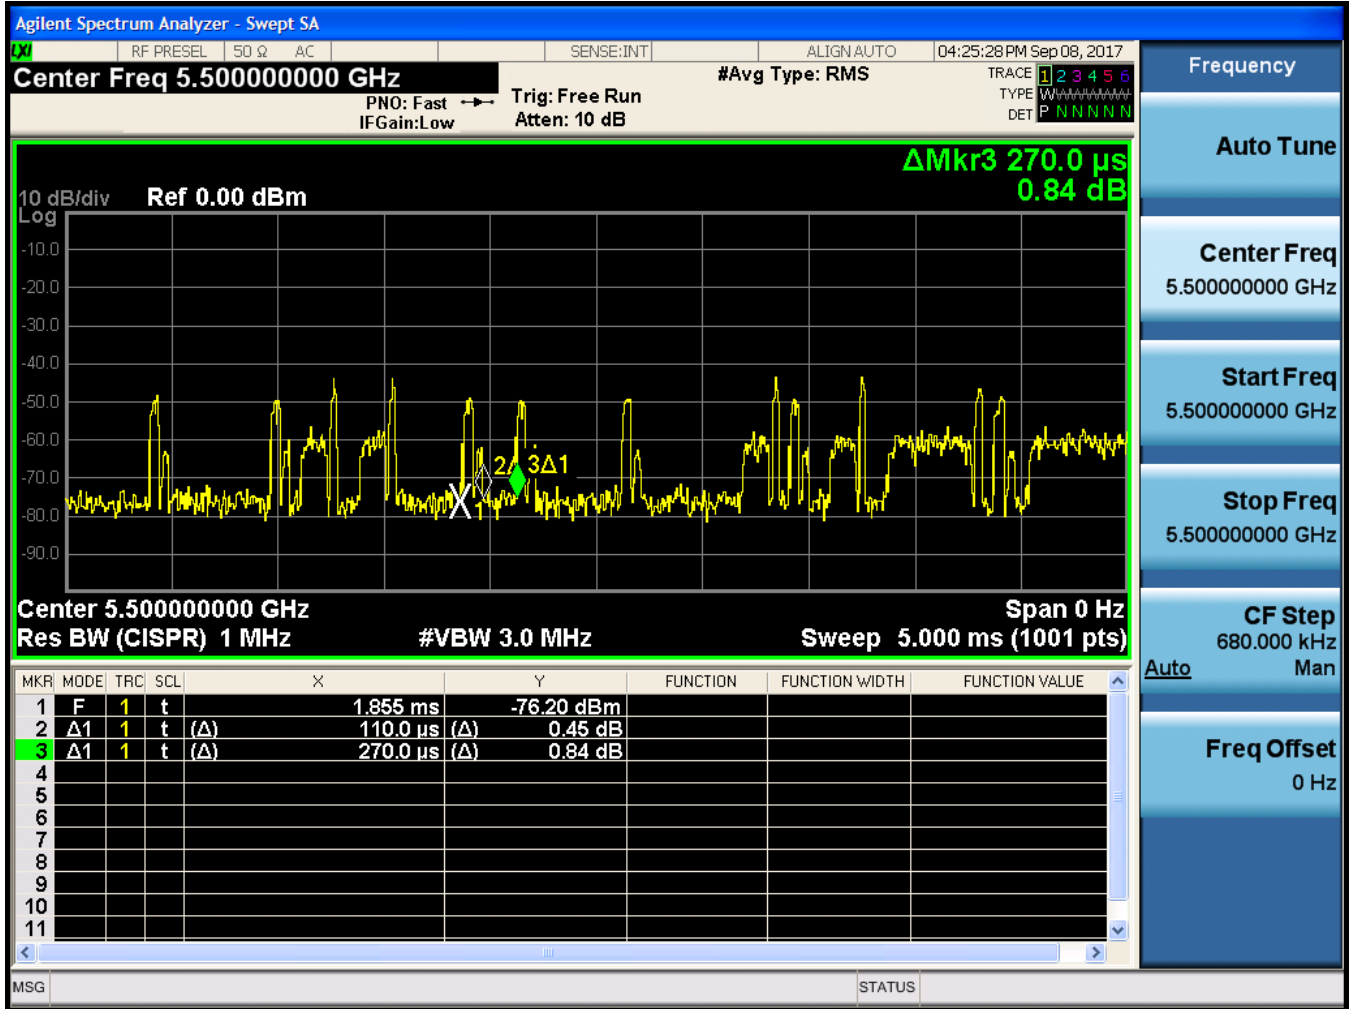 Agilent Spectrum Analyzer - Swept SA
LXI RF PRESEL 50 Ω AC SENSE:INT ALIGN AUTO 04:25:28 PM Sep 08, 2017
Center Freq 5.500000000 GHz
PNO: Fast
IFGain:Low
Trig: Free Run
Atten: 10 dB
#Avg Type: RMS
TRACE 1 2 3 4 5 6
TYPE WWWWWW
DET P N N N N N
ΔMkr3 270.0 µs
0.84 dB
10 dB/div Ref 0.00 dBm
Log
-10.0
-20.0
-30.0
-40.0
-50.0
-60.0
-70.0
-80.0
-90.0
3Δ1
Center 5.500000000 GHz Span 0 Hz
Res BW (CISPR) 1 MHz #VBW 3.0 MHz Sweep 5.000 ms (1001 pts)
MKR MODE TRC SCL X Y FUNCTION FUNCTION WIDTH FUNCTION VALUE
1 F 1 t 1.855 ms -76.20 dBm
2 Δ1 1 t (Δ) 110.0 µs (Δ) 0.45 dB
3 Δ1 1 t (Δ) 270.0 µs (Δ) 0.84 dB
4
5
6
7
8
9
10
11
MSG STATUS
Frequency
Auto Tune
Center Freq
5.500000000 GHz
Start Freq
5.500000000 GHz
Stop Freq
5.500000000 GHz
CF Step
680.000 kHz
Auto Man
Freq Offset
0 Hz